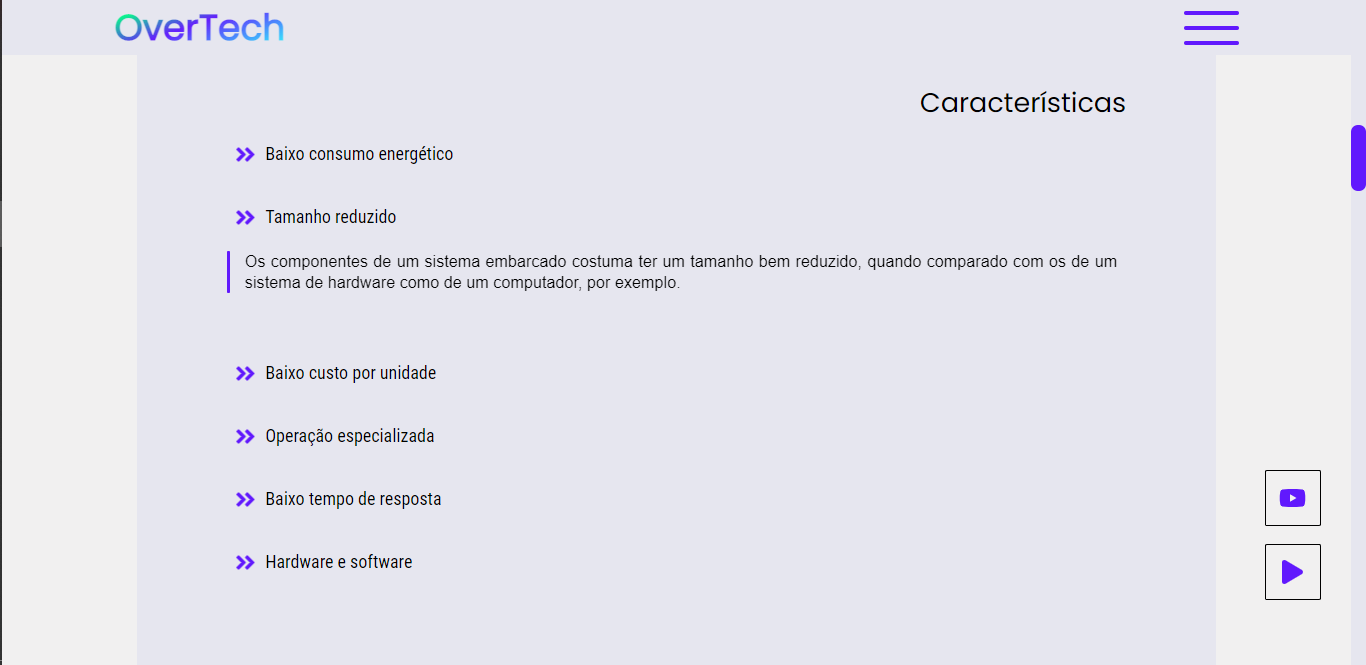 OverTech
Características
Baixo consumo energético
Tamanho reduzido
Os componentes de um sistema embarcado costuma ter um tamanho bem reduzido, quando comparado com os de um
sistema de hardware como de um computador, por exemplo.
Baixo custo por unidade
Operação especializada
Baixo tempo de resposta
Hardware e software